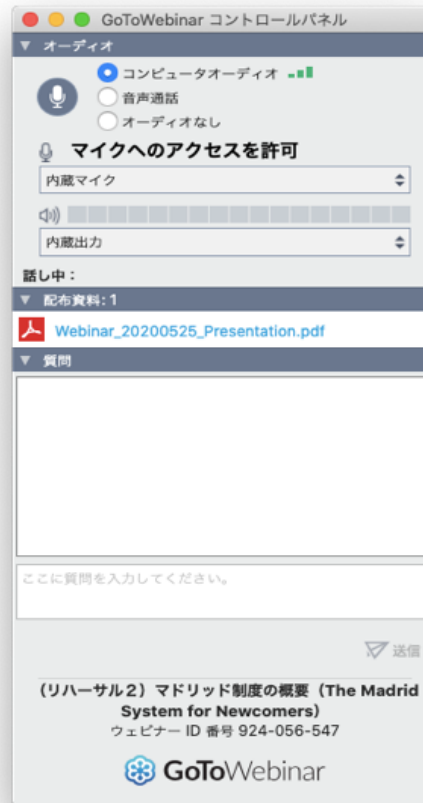 GoToWebinar コントロールパネル
オーディオ
コンピュータオーディオ
音声通話
オーディオなし
マイクへのアクセスを許可
内蔵マイク
内蔵出力
話し中：
配布資料: 1
Webinar_20200525_Presentation.pdf
質問
ここに質問を入力してください。
送信
（リハーサル２）マドリッド制度の概要（The Madrid
System for Newcomers）
ウェビナー ID 番号 924-056-547
GoToWebinar